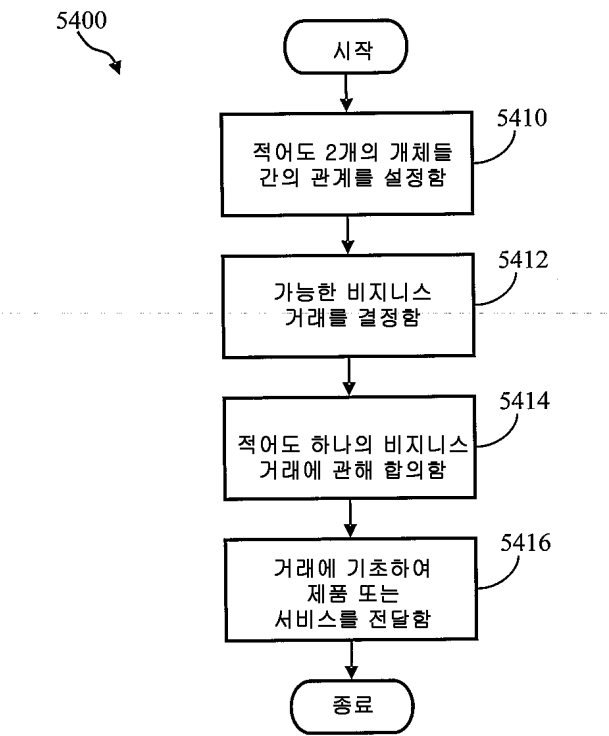 5400
시작
5410
적어도 2개의 개체들
간의 관계를 설정함
5412
가능한 비지니스
거래를 결정함
5414
적어도 하나의 비지니스
거래에 관해 합의함
5416
거래에 기초하여
제품 또는
서비스를 전달함
종료